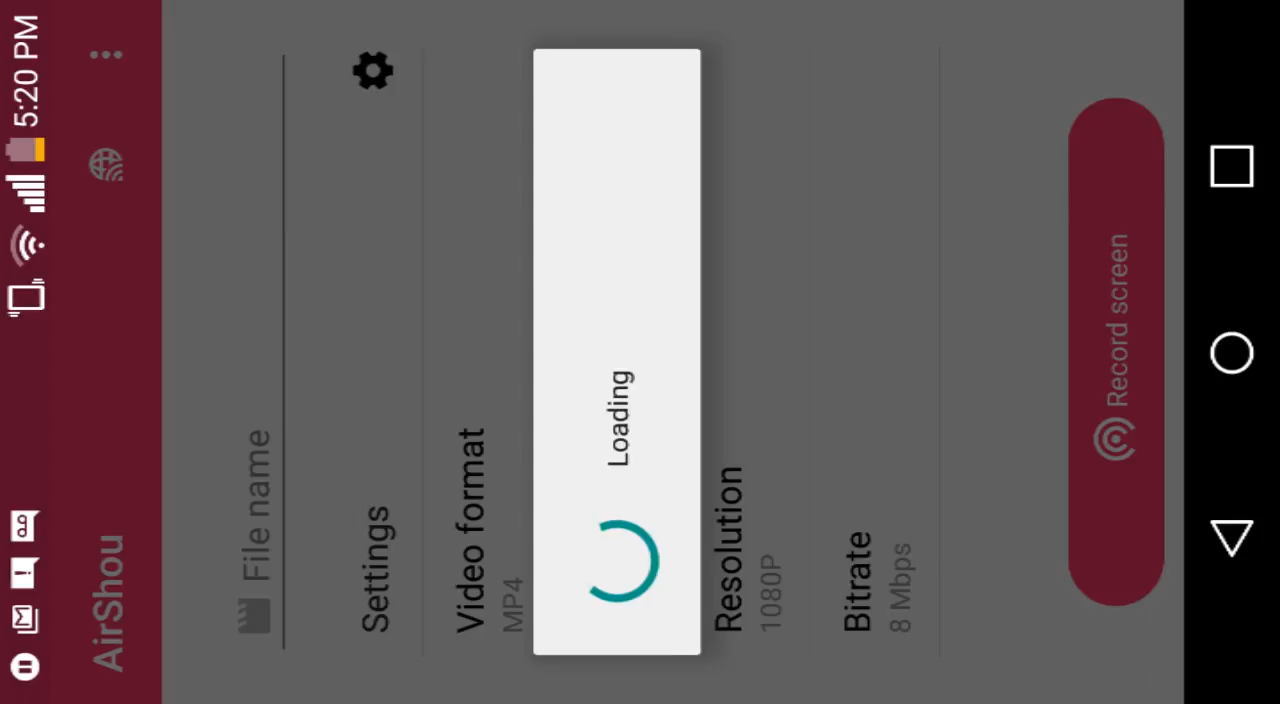 5:20 PM
AirShou
File name
Settings
Video format
MP4
Loading
Resolution
1080P
Bitrate
8 Mbps
Record screen